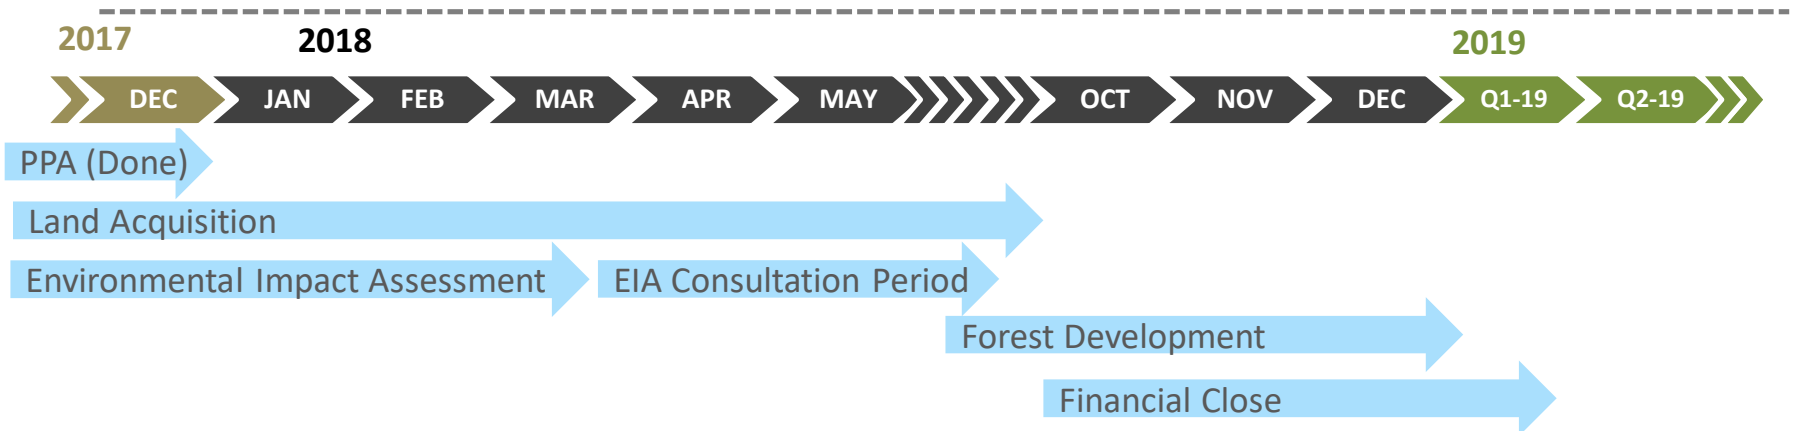 2017 2018 2019
DEC JAN FEB MAR APR MAY OCT NOV DEC Q1-19 Q2-19
PPA (Done)
Land Acquisition
Environmental Impact Assessment EIA Consultation Period
Forest Development
Financial Close